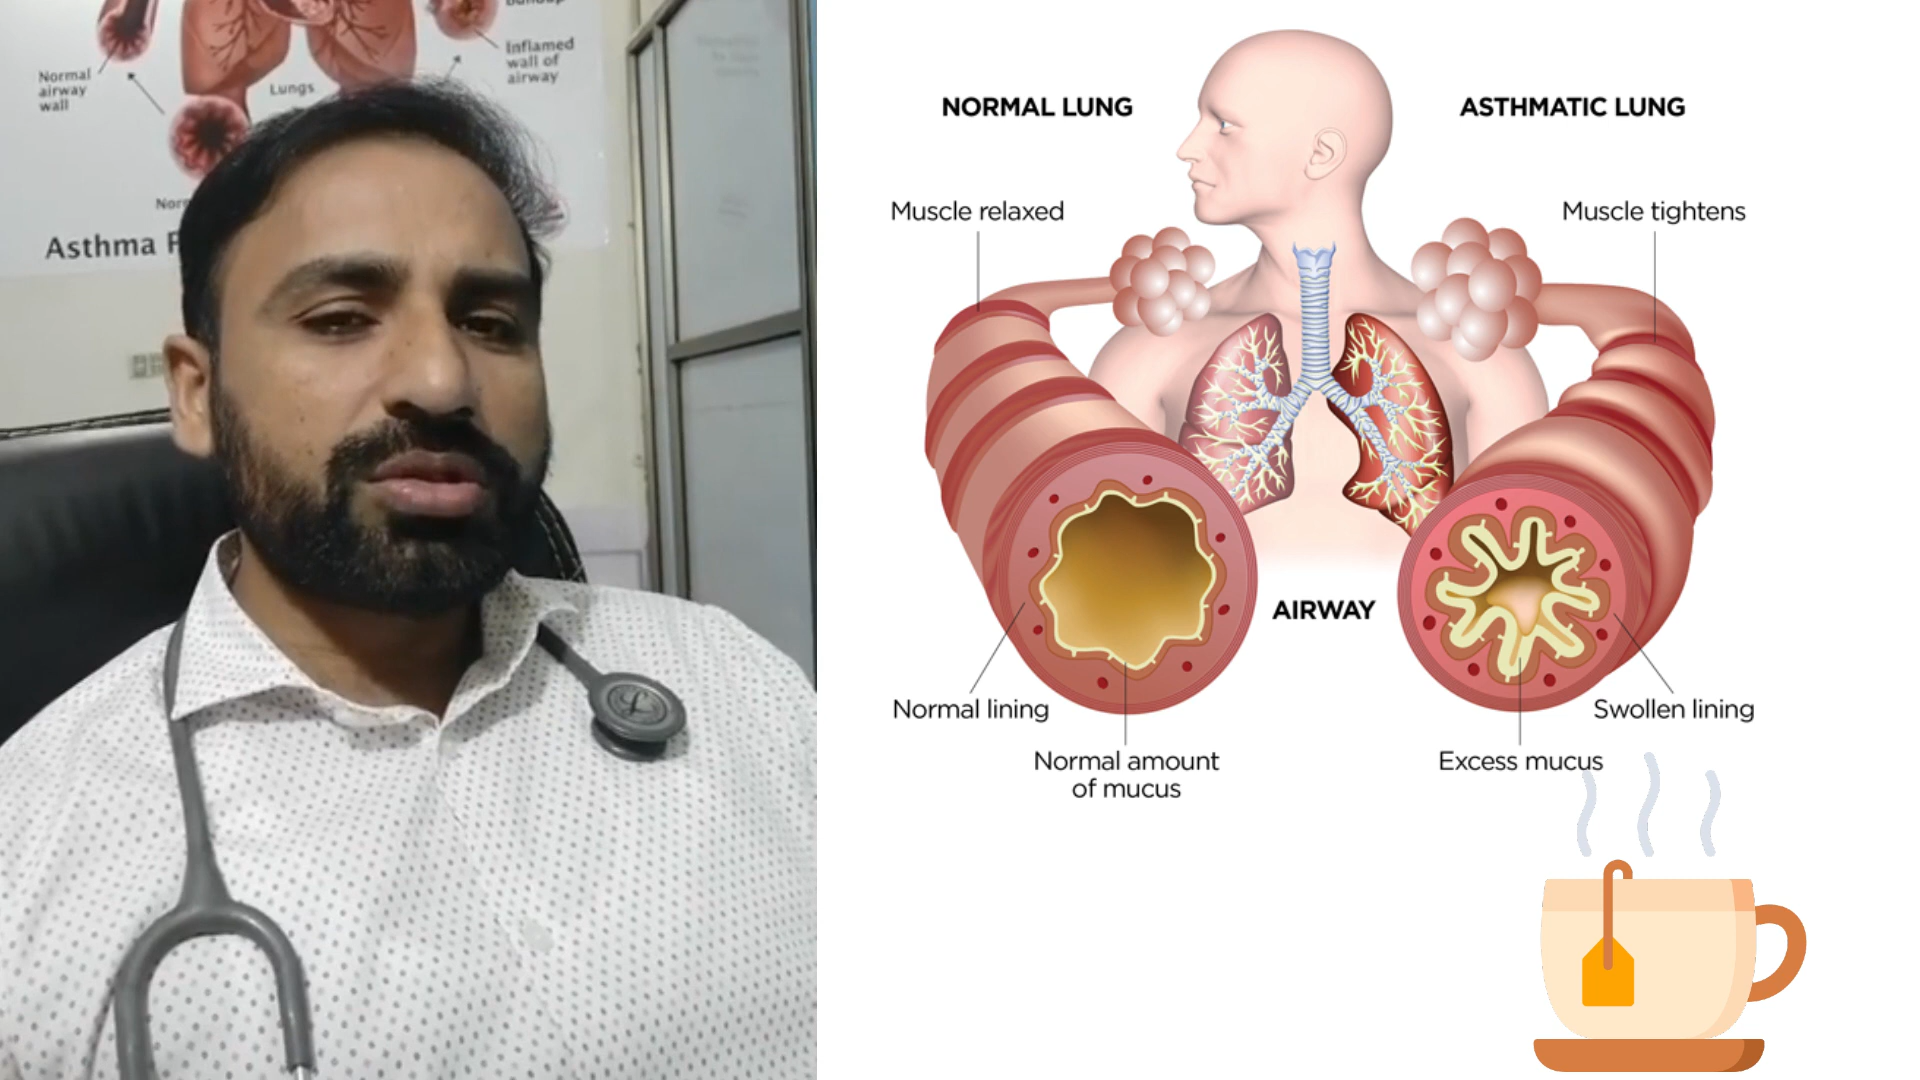 Normal
airway
wall
Lungs
Inflamed
wall of
airway
Asthma
NORMAL LUNG
ASTHMATIC LUNG
Muscle relaxed
Muscle tightens
AIRWAY
Normal lining
Swollen lining
Normal amount
of mucus
Excess mucus